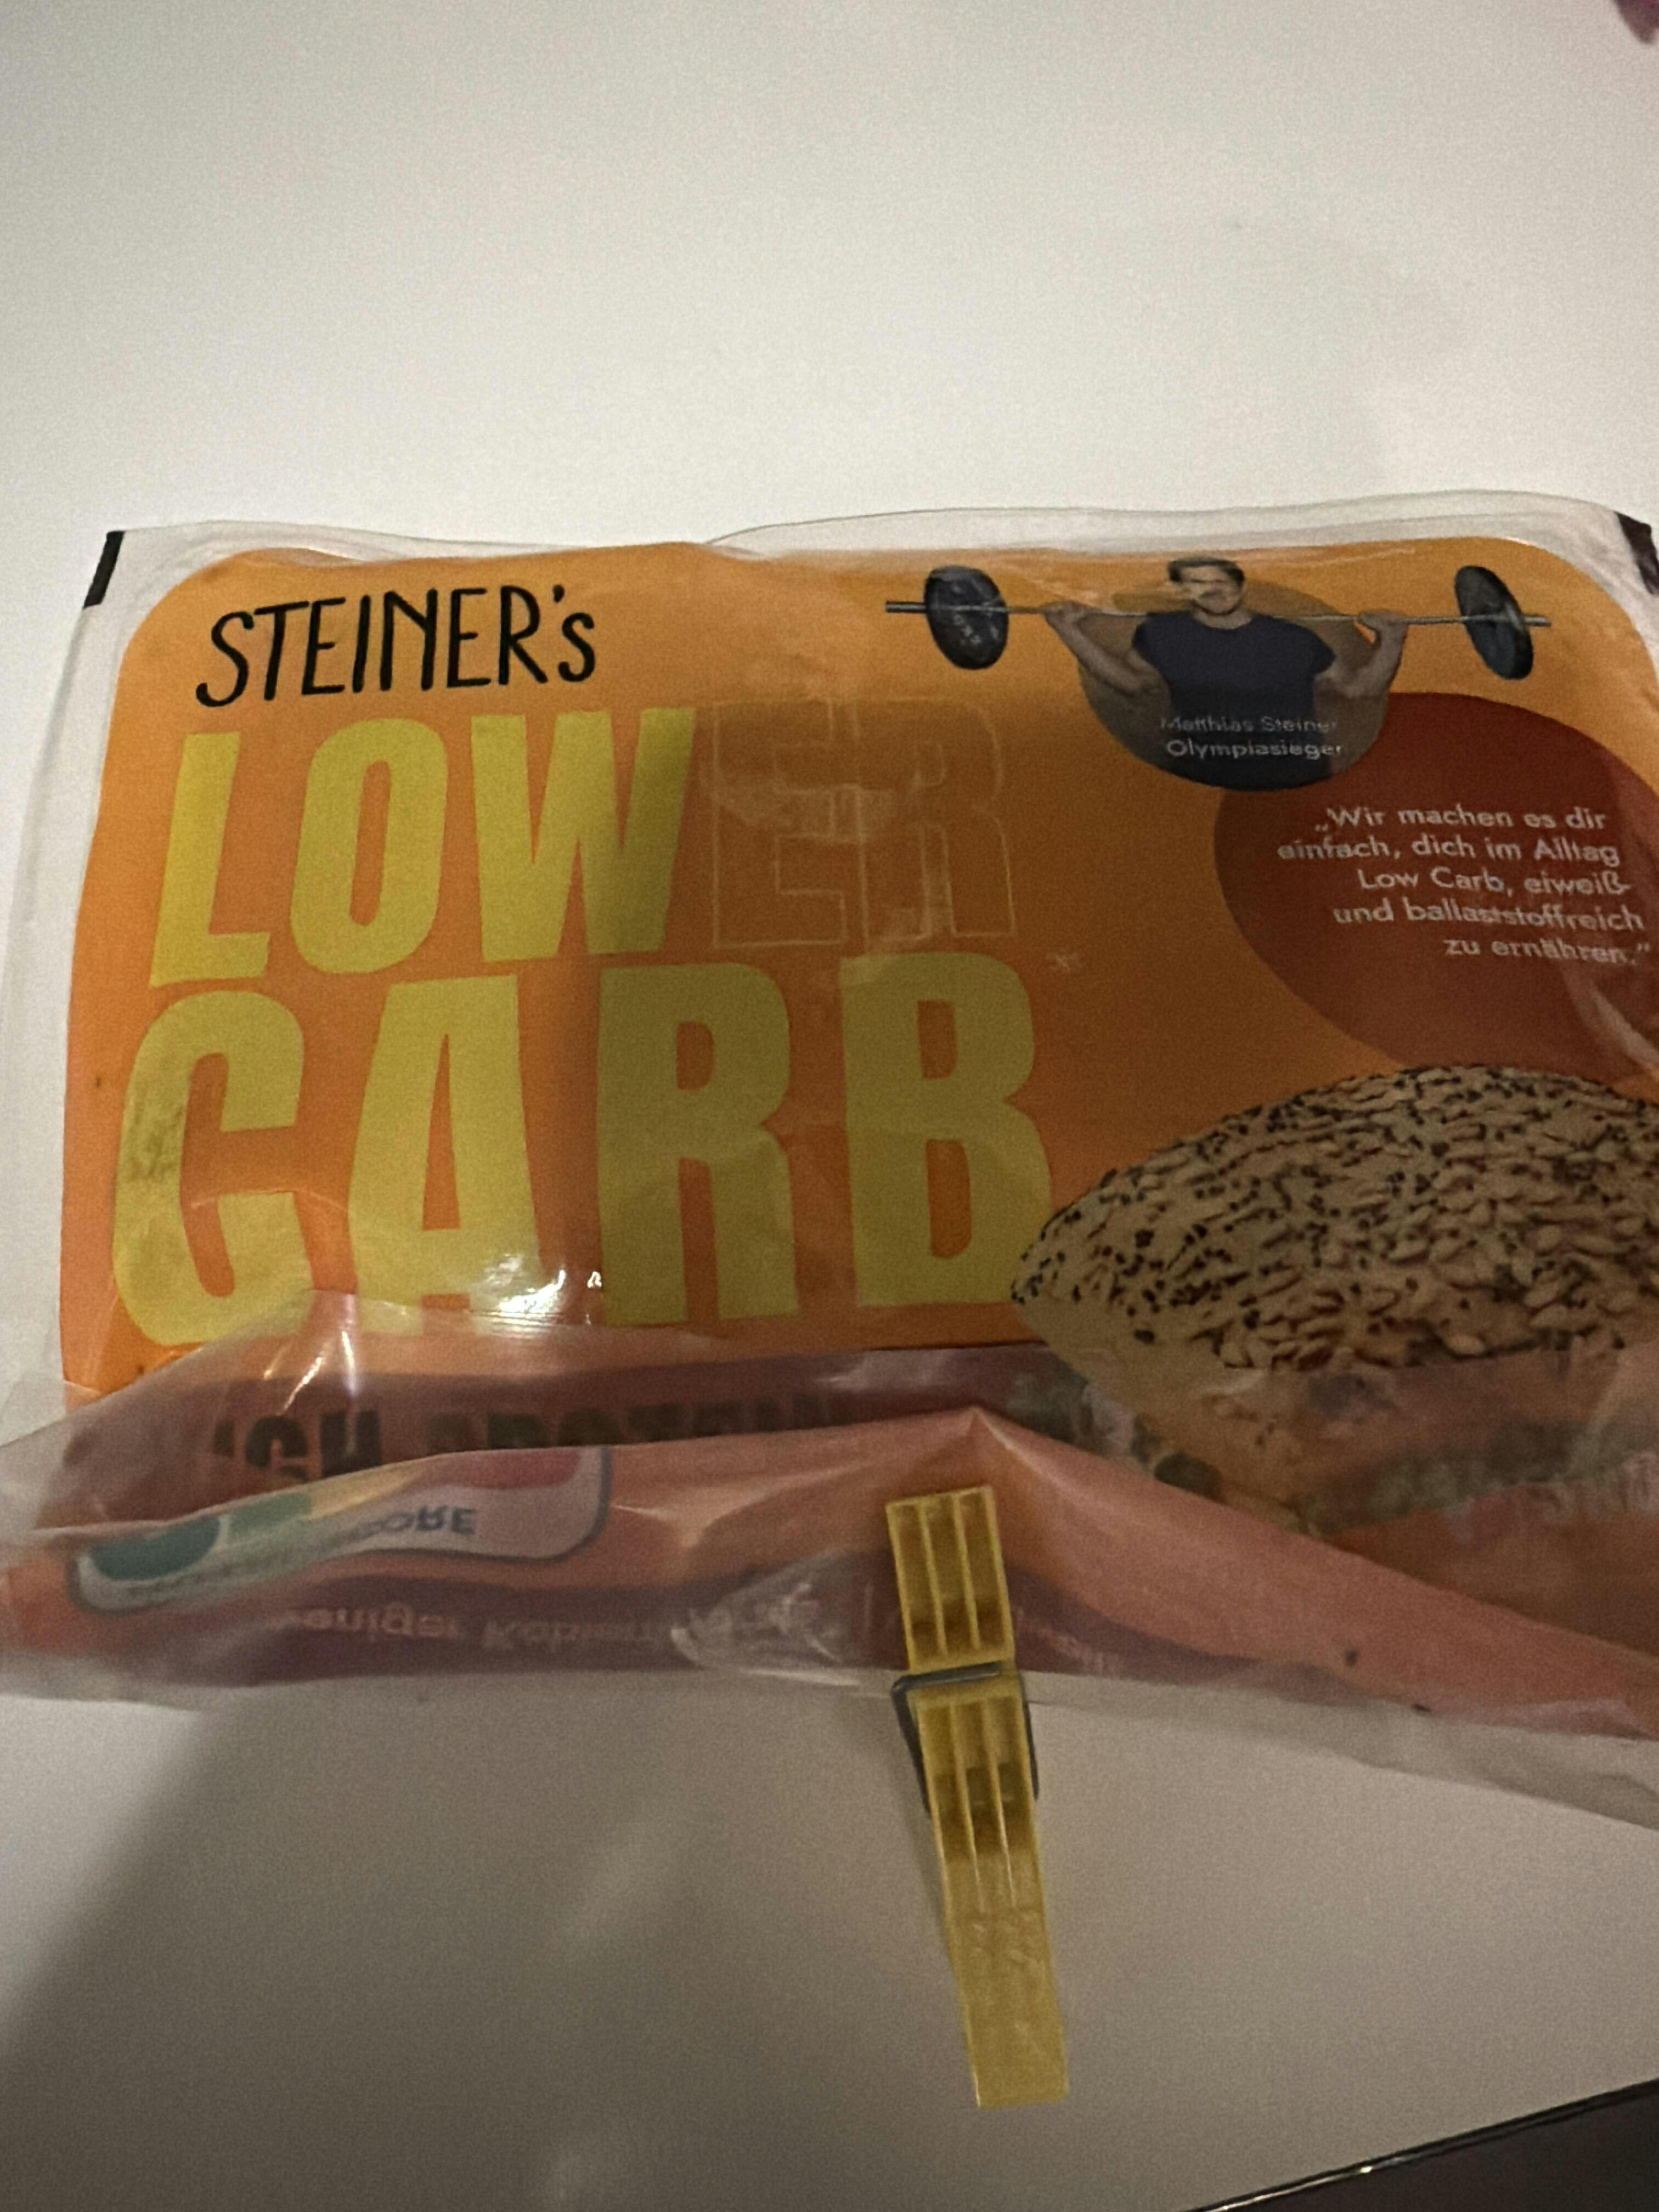 STEINER's
LOWER
CARB
Matthias Steiner
Olympiasieger
„Wir machen es dir
einfach, dich im Alltag
Low Carb, eiweiß-
und ballaststoffreich
zu ernähren."